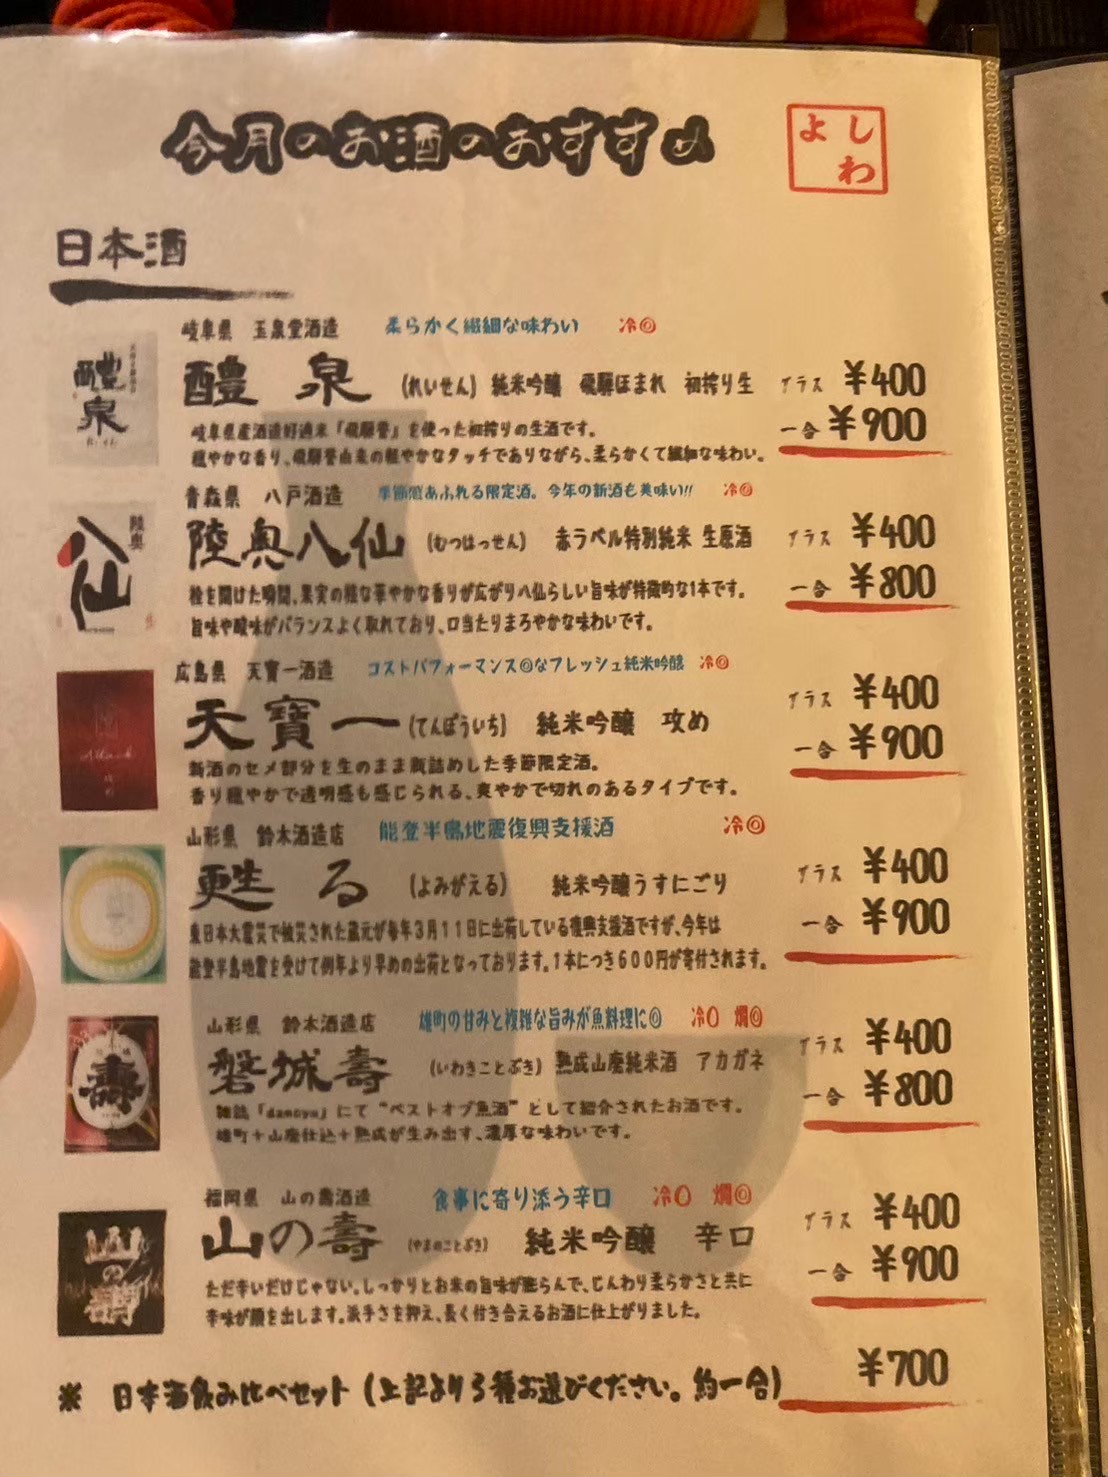 今月のお酒のおすすめ
よしわ
日本酒
岐阜県 玉泉堂酒造 柔らかく繊細な味わい 冷◎
醴泉 (れいせん) 純米吟醸 飛騨ほまれ 初搾り生 グラス ¥400
一合 ¥900
岐阜県産酒造好適米「飛騨誉」を使った初搾りの生酒です。
穏やかな香り、飛騨誉由来の軽やかなタッチでありながら、柔らかくて繊細な味わい。
青森県 八戸酒造 季節感あふれる限定酒。今年の新酒も美味い!! 冷◎
陸奥八仙 (むつはっせん) 赤ラベル特別純米 生原酒 グラス ¥400
一合 ¥800
栓を開けた瞬間、果実の様な華やかな香りが広がり八仙らしい旨味が特徴的な1本です。
旨味や酸味がバランスよく取れており、口当たりまろやかな味わいです。
広島県 天寶一酒造 コストパフォーマンス◎なフレッシュ純米吟醸 冷◎
天寶一 (てんぽういち) 純米吟醸 攻め グラス ¥400
一合 ¥900
新酒のセメ部分を生のまま瓶詰めした季節限定酒。
香り穏やかで透明感も感じられる、爽やかで切れのあるタイプです。
山形県 鈴木酒造店 能登半島地震復興支援酒 冷◎
甦る (よみがえる) 純米吟醸うすにごり グラス ¥400
一合 ¥900
東日本大震災で被災された蔵元が毎年3月11日に出荷している復興支援酒ですが、今年は
能登半島地震を受けて例年より早めの出荷となっております。1本につき600円が寄付されます。
山形県 鈴木酒造店 雄町の甘みと複雑な旨みが魚料理に◎ 冷○ 燗◎
磐城壽 (いわきことぶき) 熟成山廃純米酒 アカガネ グラス ¥400
一合 ¥800
雑誌「dancyu」にて“ベストオブ魚酒”として紹介されたお酒です。
雄町＋山廃仕込＋熟成が生み出す、濃厚な味わいです。
福岡県 山の壽酒造 食事に寄り添う辛口 冷○ 燗◎
山の壽 (やまのことぶき) 純米吟醸 辛口 グラス ¥400
一合 ¥900
ただ辛いだけじゃない。しっかりとお米の旨味が膨らんで、じんわり柔らかさと共に
辛味が顔を出します。派手さを押え、長く付き合えるお酒に仕上がりました。
※ 日本酒飲み比べセット (上記より3種お選びください。約一合) ¥700